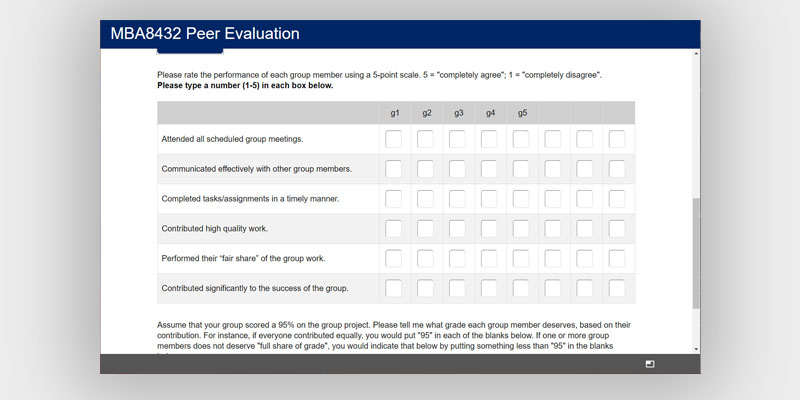 MBA8432 Peer Evaluation
Please rate the performance of each group member using a 5-point scale. 5 = "completely agree"; 1 = "completely disagree".
Please type a number (1-5) in each box below.
g1 g2 g3 g4 g5
Attended all scheduled group meetings.
Communicated effectively with other group members.
Completed tasks/assignments in a timely manner.
Contributed high quality work.
Performed their “fair share” of the group work.
Contributed significantly to the success of the group.
Assume that your group scored a 95% on the group project. Please tell me what grade each group member deserves, based on their
contribution. For instance, if everyone contributed equally, you would put "95" in each of the blanks below. If one or more group
members does not deserve "full share of grade", you would indicate that below by putting something less than "95" in the blanks